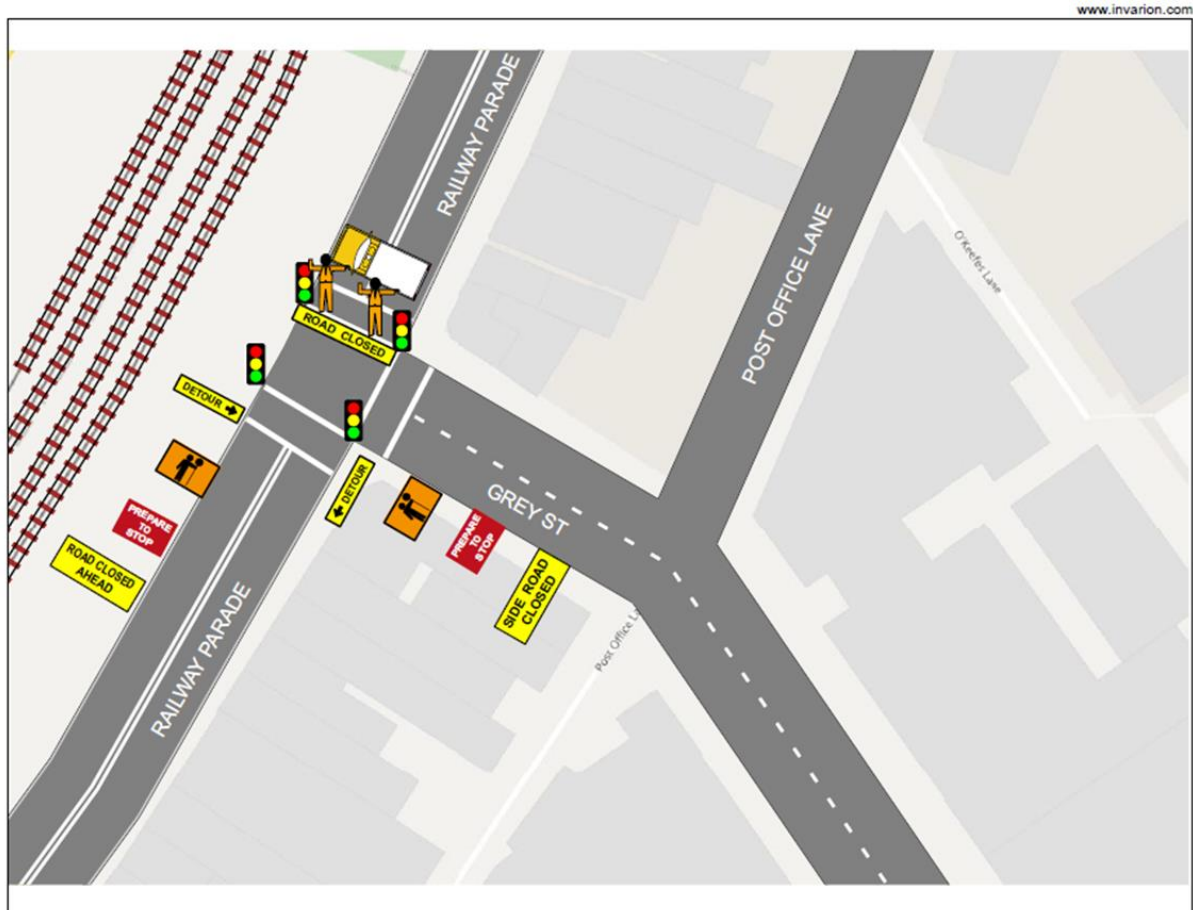 www.invarion.com
RAILWAY PARADE
POST OFFICE LANE
O'Keefes Lane
ROAD CLOSED
DETOUR
DETOUR
GREY ST
PREPARE
TO
STOP
PREPARE
TO
STOP
ROAD CLOSED
AHEAD
SIDE ROAD
CLOSED
Post Office
RAILWAY PARADE